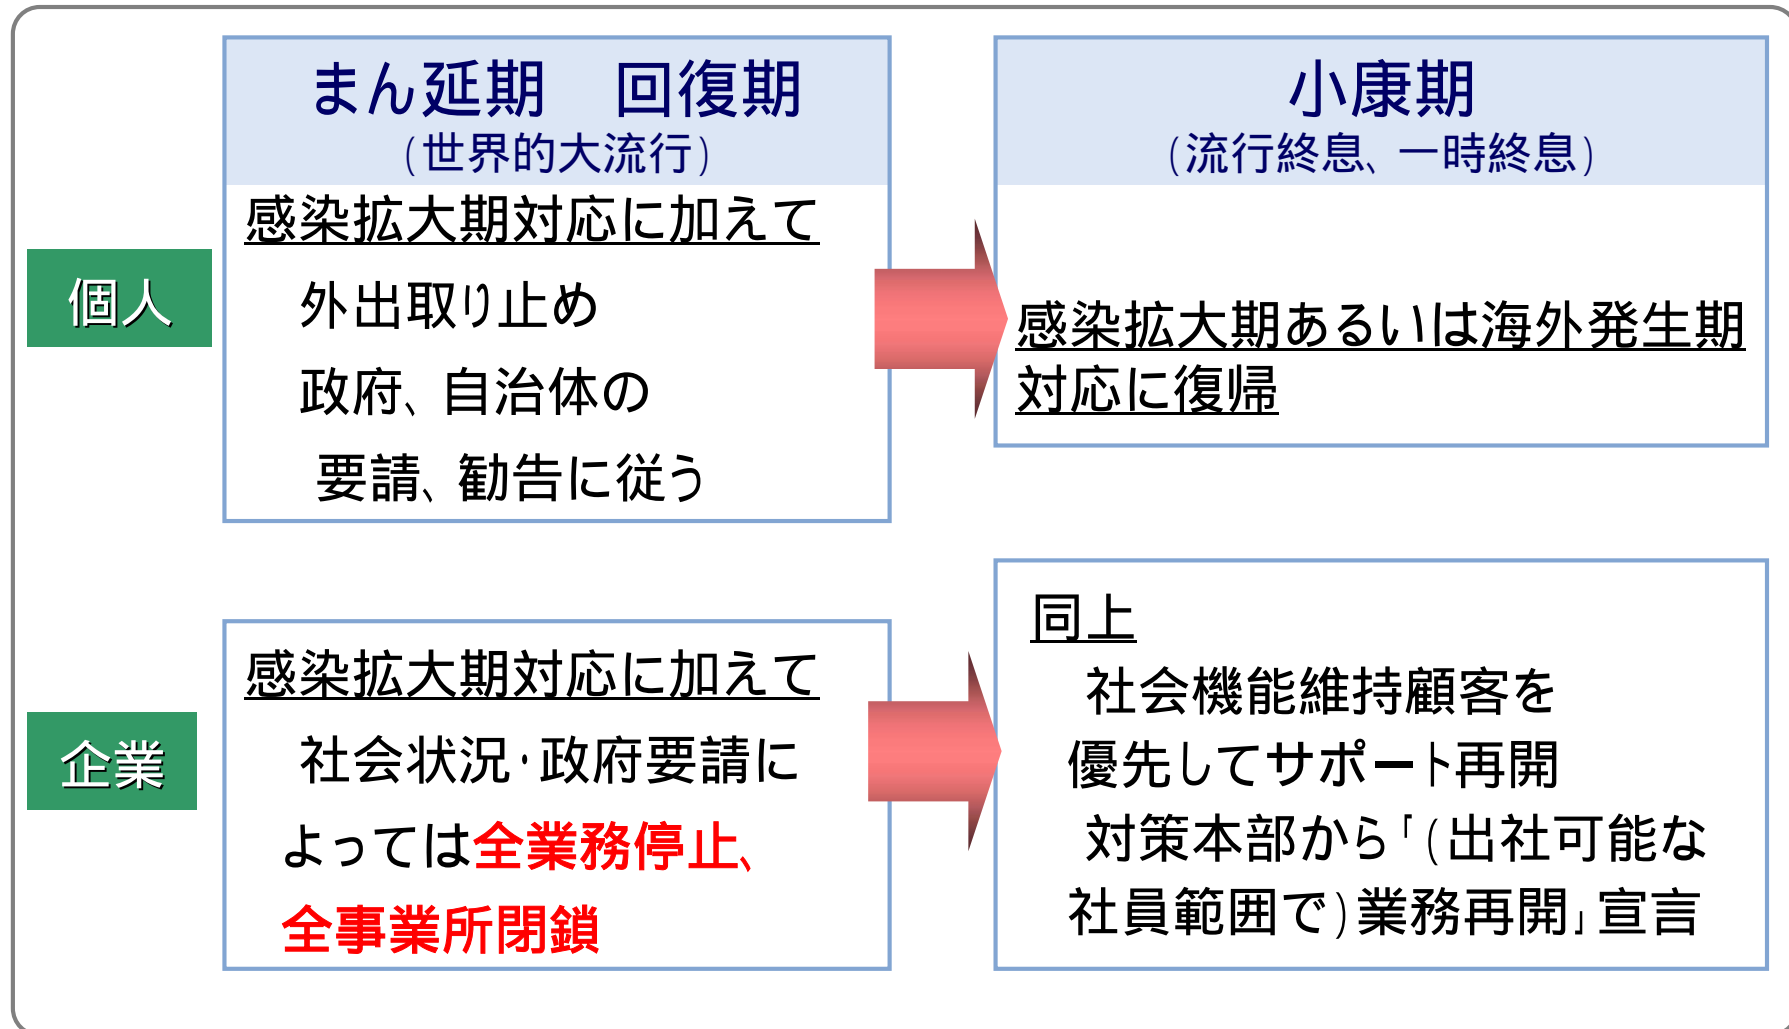 まん延期　回復期
(世界的大流行)
小康期
(流行終息、一時終息)
個人
感染拡大期対応に加えて
外出取り止め
政府、自治体の
要請、勧告に従う
感染拡大期あるいは海外発生期
対応に復帰
企業
感染拡大期対応に加えて
社会状況・政府要請に
よっては全業務停止、
全事業所閉鎖
同上
社会機能維持顧客を
優先してサポート再開
対策本部から「(出社可能な
社員範囲で)業務再開」宣言